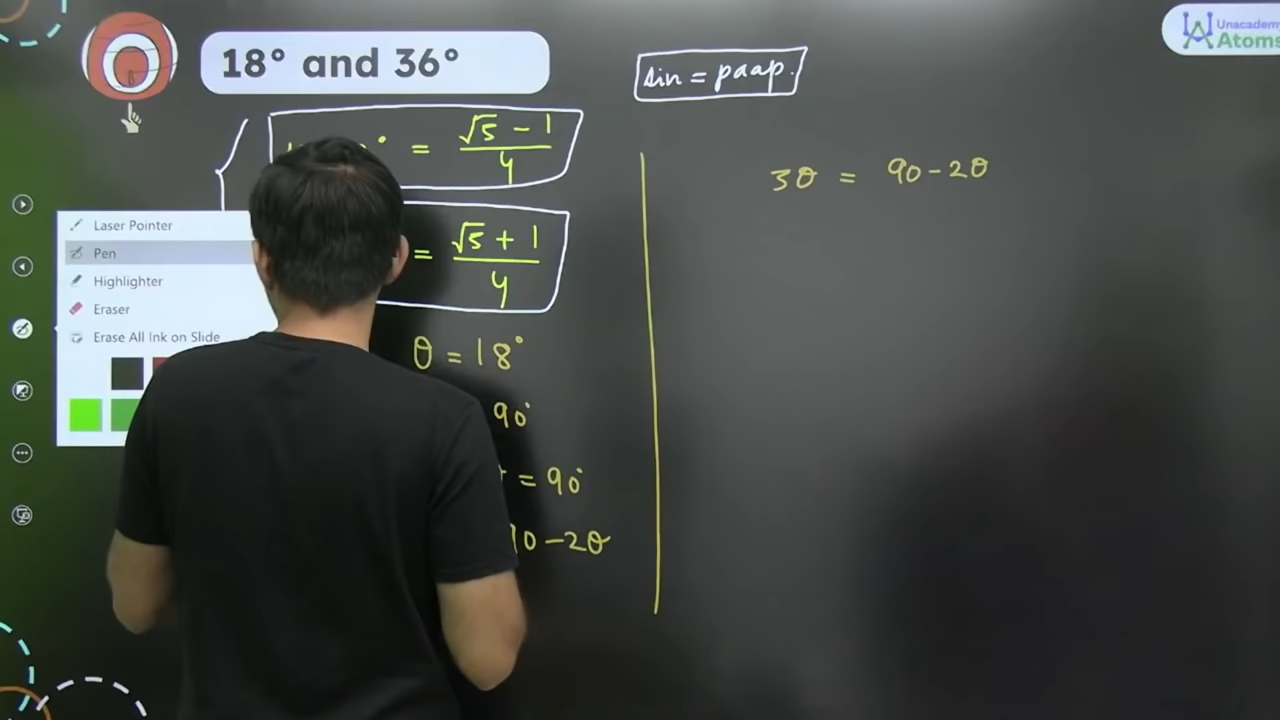 18° and 36°
sin = paap.
Unacademy
Atoms
° = √5 - 1
4
= √5 + 1
4
3θ = 90 - 2θ
Laser Pointer
Pen
Highlighter
Eraser
Erase All Ink on Slide
θ = 18°
90°
= 90°
90 - 2θ